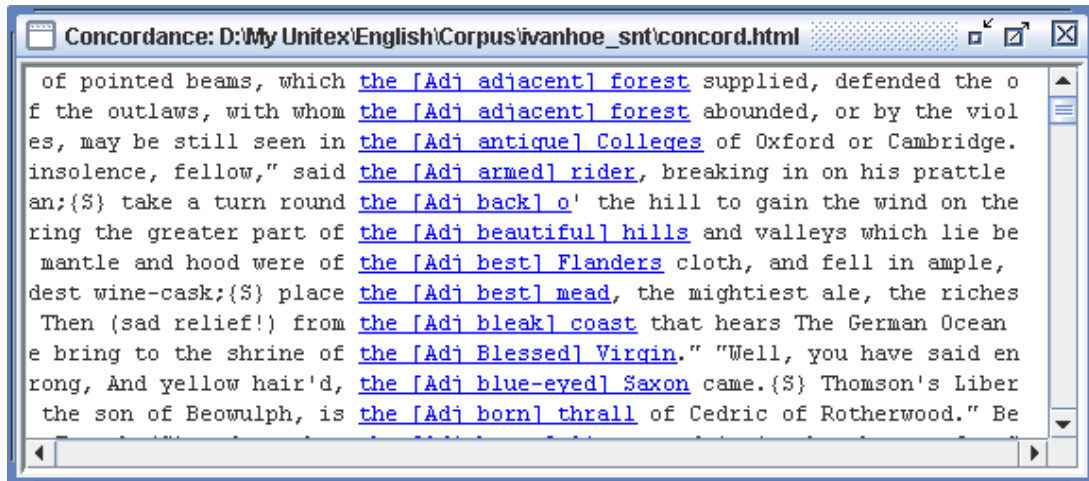 Concordance: D:\My Unitex\English\Corpus\ivanhoe_snt\concord.html
of pointed beams, which the [Adj adjacent] forest supplied, defended the o
f the outlaws, with whom the [Adj adjacent] forest abounded, or by the viol
es, may be still seen in the [Adj antique] Colleges of Oxford or Cambridge.
insolence, fellow," said the [Adj armed] rider, breaking in on his prattle
an;{S} take a turn round the [Adj back] o' the hill to gain the wind on the
ring the greater part of the [Adj beautiful] hills and valleys which lie be
mantle and hood were of the [Adj best] Flanders cloth, and fell in ample,
dest wine-cask;{S} place the [Adj best] mead, the mightiest ale, the riches
Then (sad relief!) from the [Adj bleak] coast that hears The German Ocean
e bring to the shrine of the [Adj Blessed] Virgin." "Well, you have said en
rong, And yellow hair'd, the [Adj blue-eyed] Saxon came.{S} Thomson's Liber
the son of Beowulph, is the [Adj born] thrall of Cedric of Rotherwood." Be